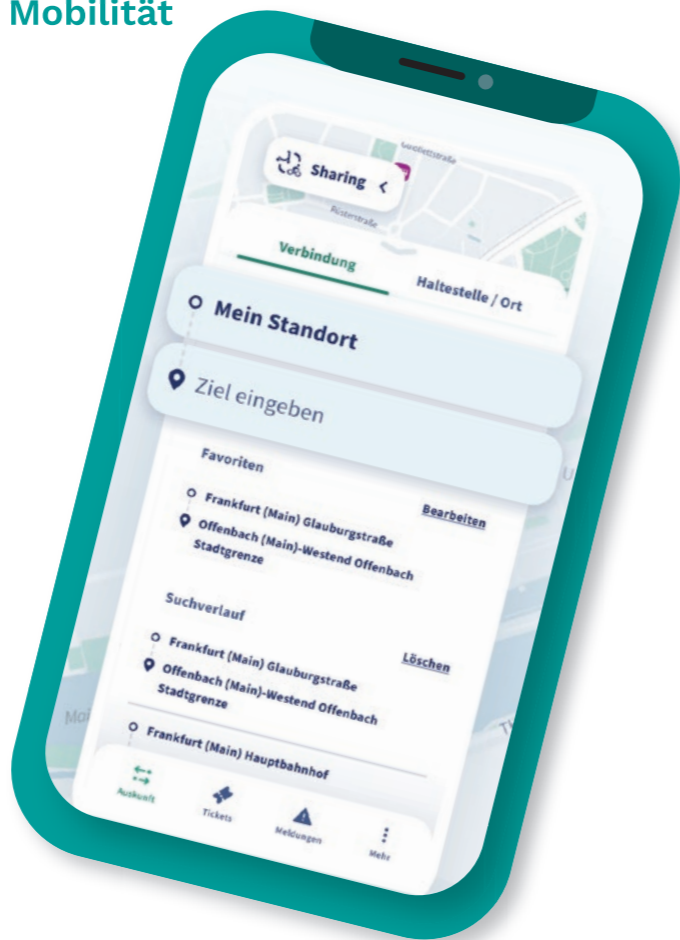 Mobilität
Sharing
Rüsterstraße
Verbindung
Haltestelle / Ort
Mein Standort
Ziel eingeben
Favoriten
Bearbeiten
Frankfurt (Main) Glauburgstraße
Offenbach (Main)-Westend Offenbach
Stadtgrenze
Suchverlauf
Löschen
Frankfurt (Main) Glauburgstraße
Offenbach (Main)-Westend Offenbach
Stadtgrenze
Frankfurt (Main) Hauptbahnhof
Auskunft
Tickets
Meldungen
Mehr